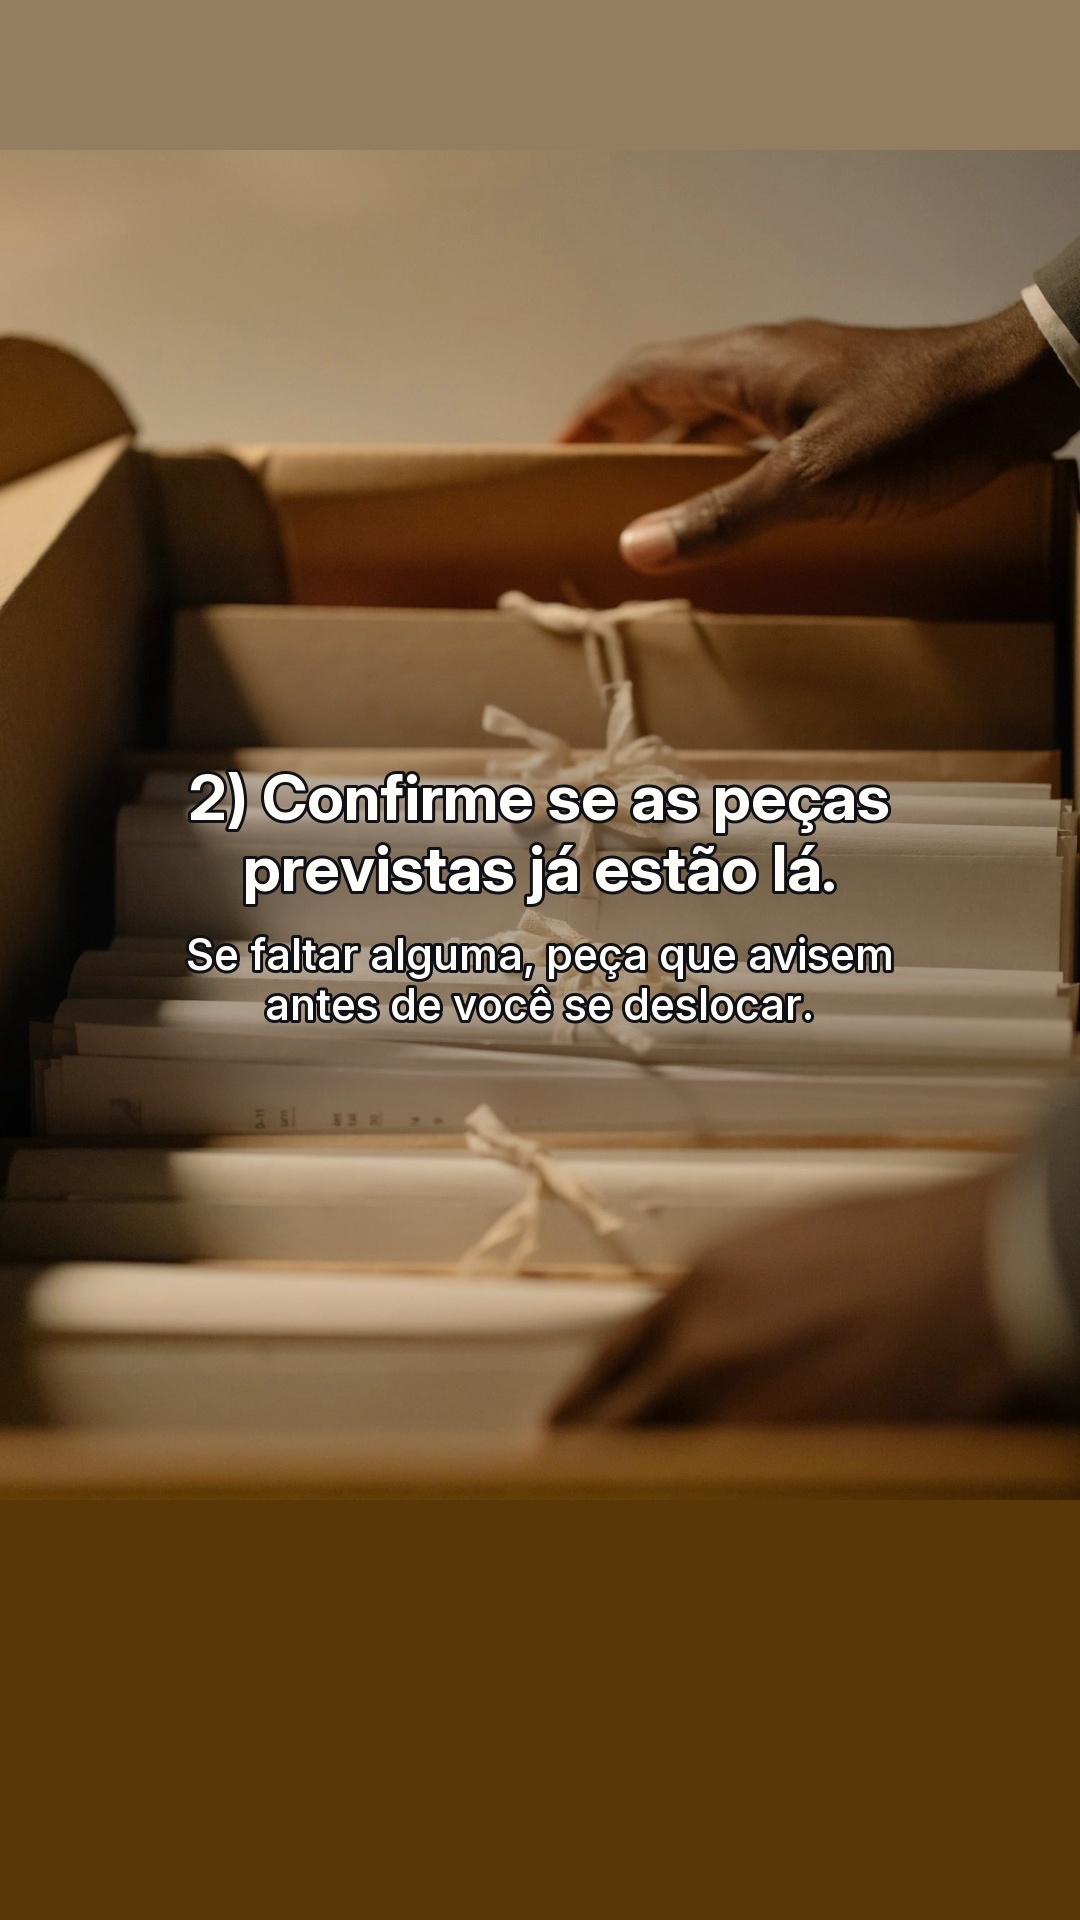 2) Confirme se as peças
previstas já estão lá.
Se faltar alguma, peça que avisem
antes de você se deslocar.